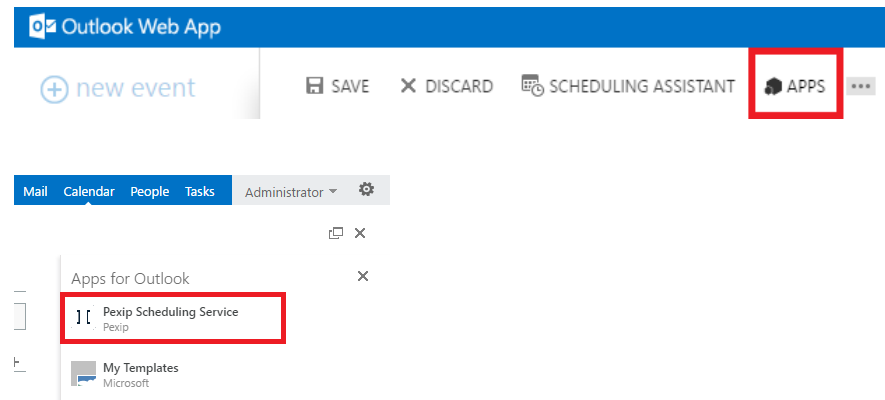 Outlook Web App
new event
SAVE
DISCARD
SCHEDULING ASSISTANT
APPS
Mail Calendar People Tasks Administrator
Apps for Outlook
Pexip Scheduling Service
Pexip
My Templates
Microsoft